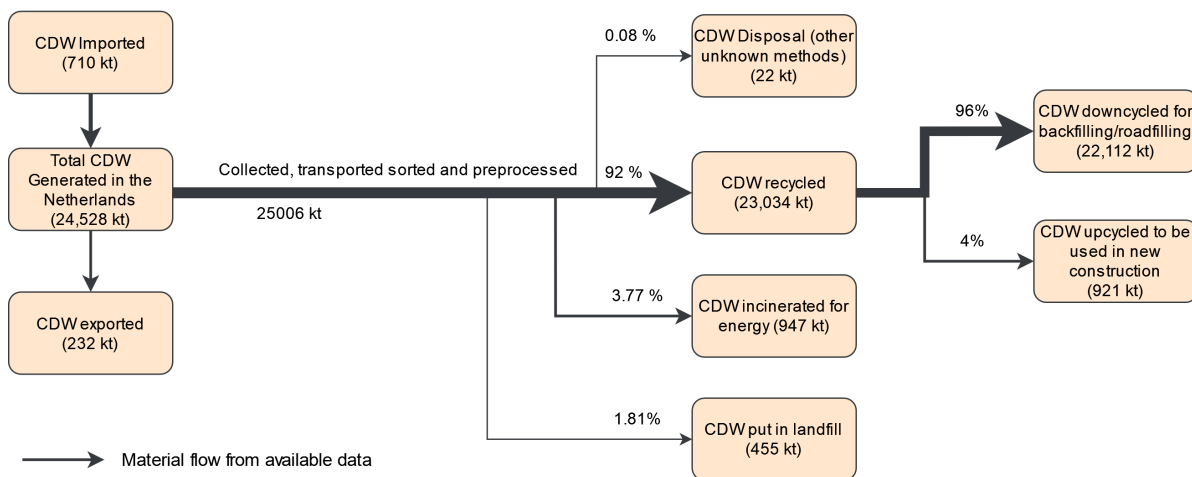 CDW Imported
(710 kt)
Total CDW
Generated in the
Netherlands
(24,528 kt)
CDW exported
(232 kt)
Collected, transported sorted and preprocessed
25006 kt
0.08 %
CDW Disposal (other
unknown methods)
(22 kt)
92 %
CDW recycled
(23,034 kt)
3.77 %
CDW incinerated for
energy (947 kt)
1.81%
CDW put in landfill
(455 kt)
96%
CDW downcycled for
backfilling/roadfilling
(22,112 kt)
4%
CDW upcycled to be
used in new
construction
(921 kt)
Material flow from available data